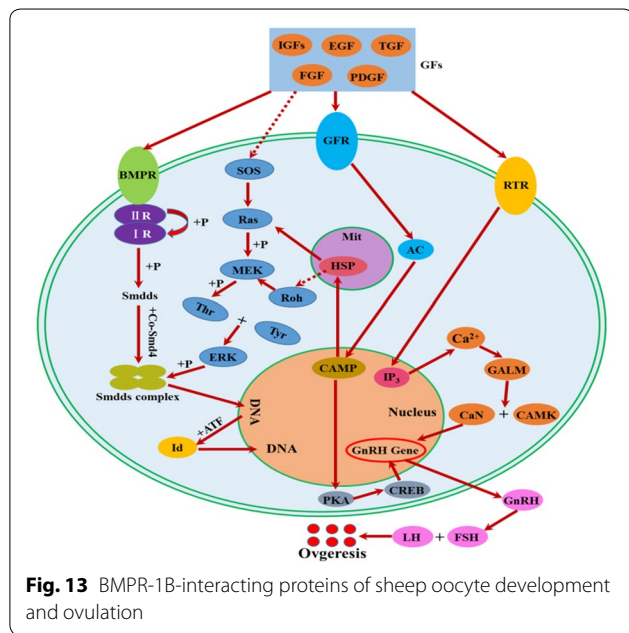 IGFs EGF TGF
FGF PDGF
GFs
BMPR
GFR
RTR
SOS
II R
+P
I R
Ras
Mit
+P
HSP
AC
+P
MEK
+P
Roh
Smdds
Thr
Tyr
+
+Co-Smd4
ERK
+P
Smdds complex
CAMP
IP3
Ca2+
GALM
CaN + CAMK
Nucleus
DNA
+ATF
Id
DNA
GnRH Gene
PKA
CREB
GnRH
LH + FSH
Ovgeresis
Fig. 13 BMPR-1B-interacting proteins of sheep oocyte development
and ovulation